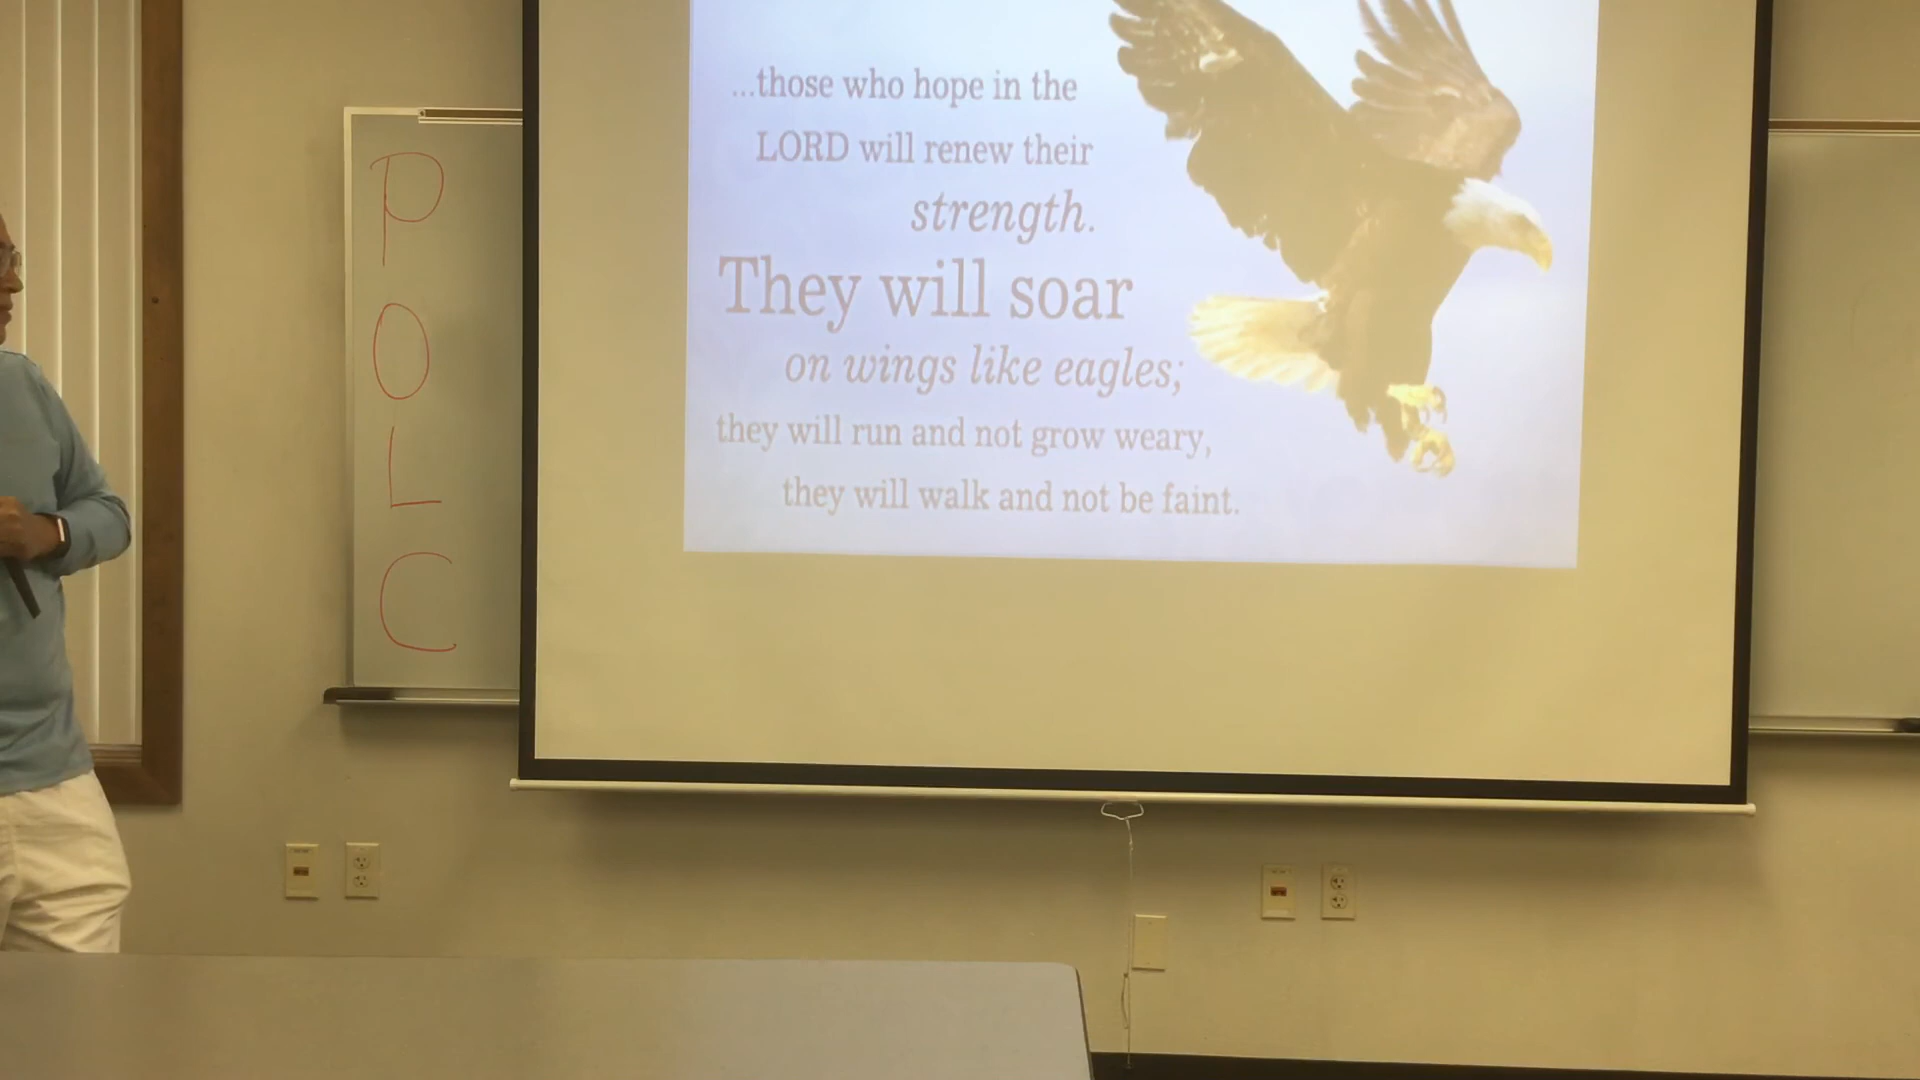 P
O
L
C
...those who hope in the
LORD will renew their
strength.
They will soar
on wings like eagles;
they will run and not grow weary,
they will walk and not be faint.